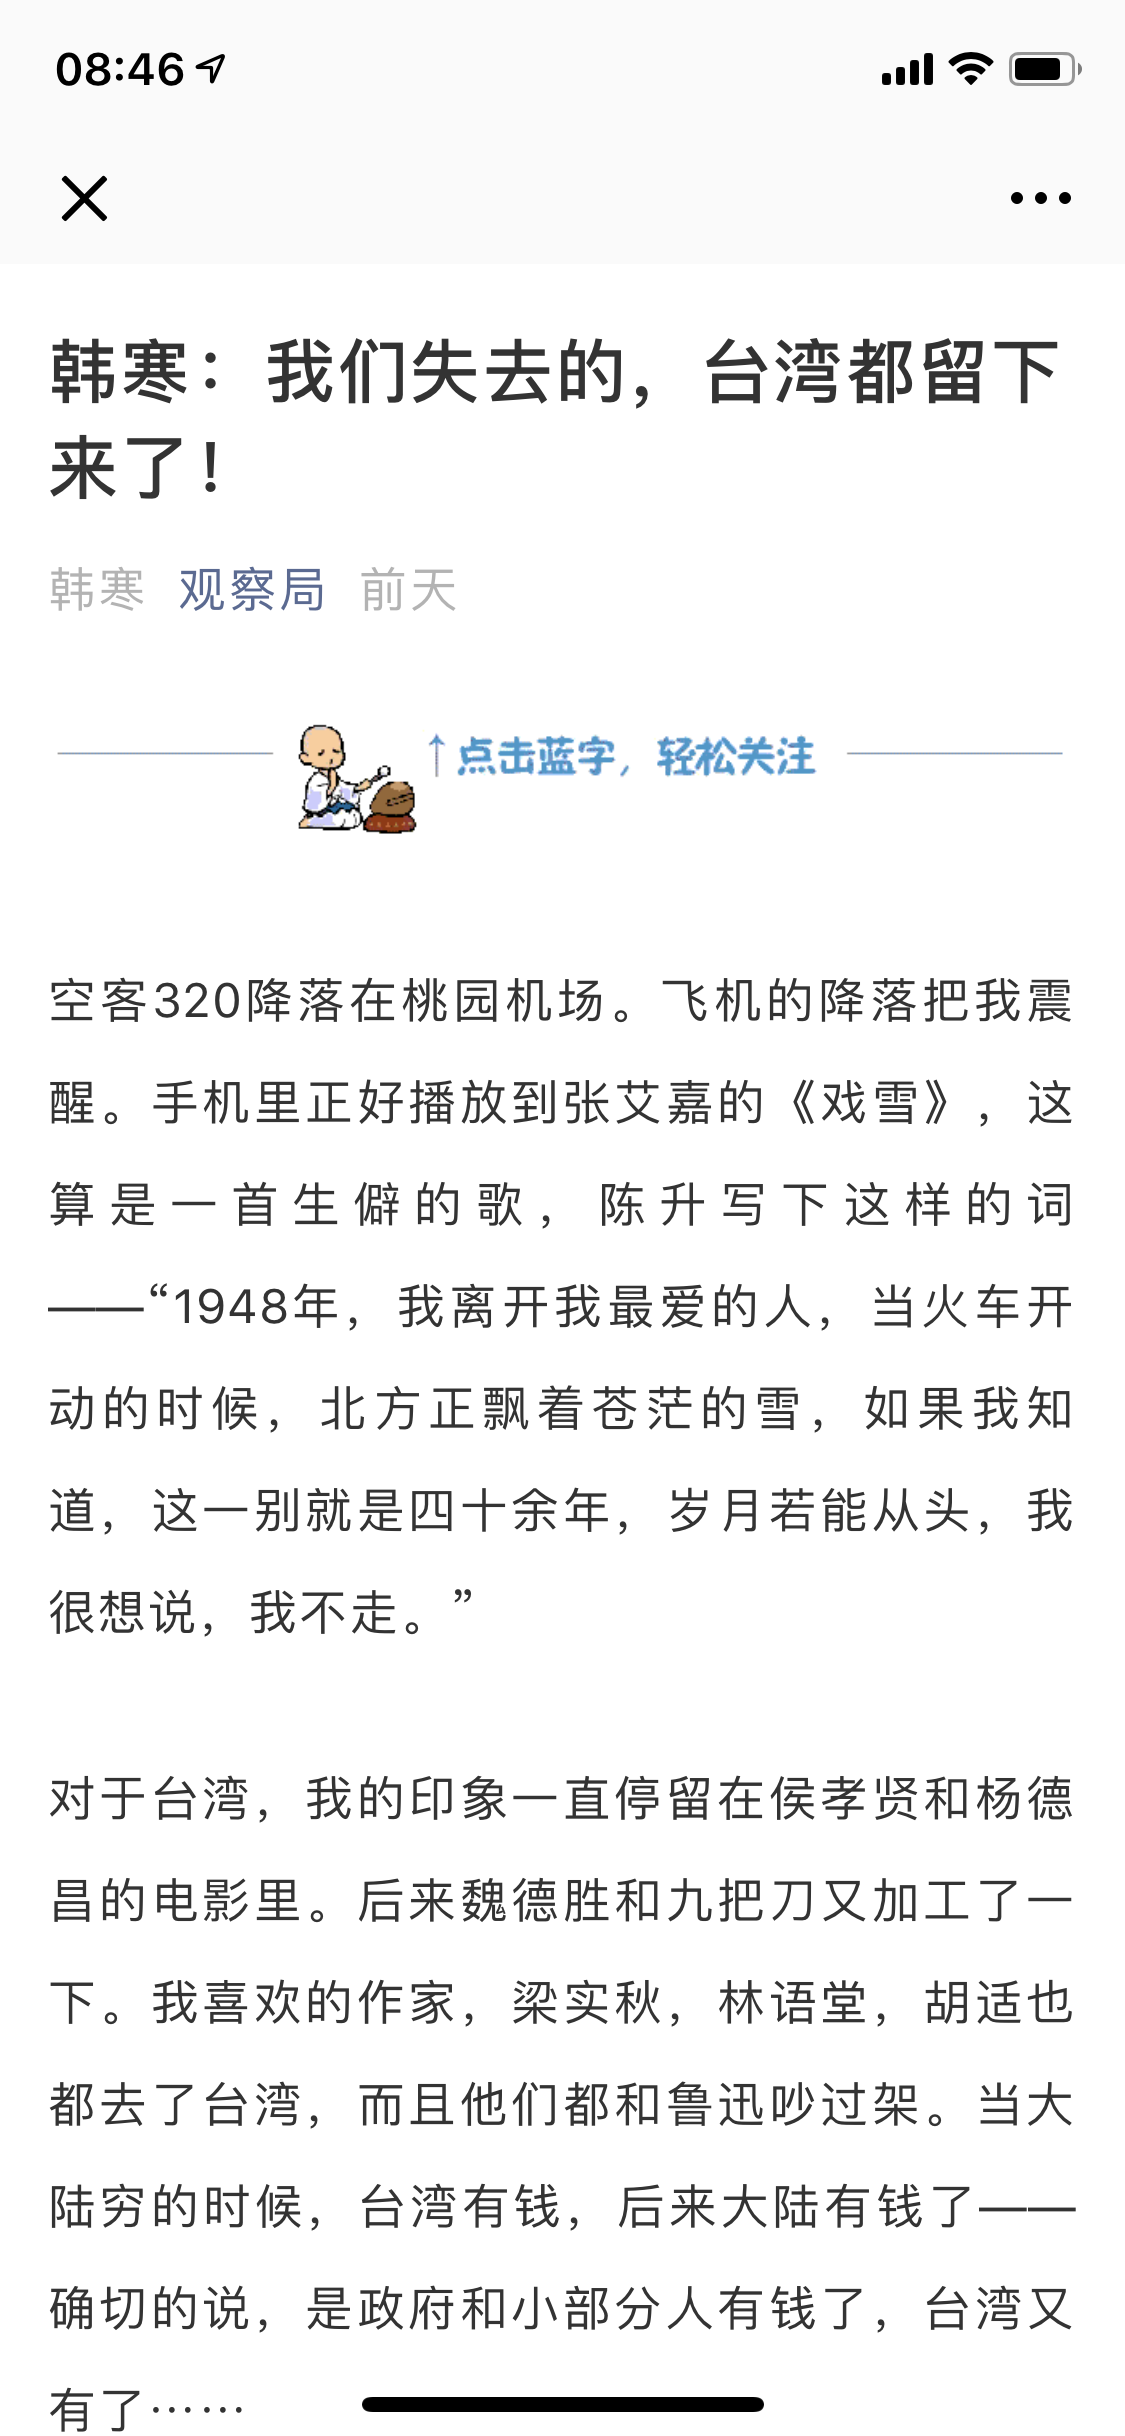 08:46
韩寒：我们失去的，台湾都留下
来了！
韩寒 观察局 前天
↑点击蓝字，轻松关注
空客320降落在桃园机场。飞机的降落把我震
醒。手机里正好播放到张艾嘉的《戏雪》，这
算是一首生僻的歌，陈升写下这样的词
——“1948年，我离开我最爱的人，当火车开
动的时候，北方正飘着苍茫的雪，如果我知
道，这一别就是四十余年，岁月若能从头，我
很想说，我不走。”
对于台湾，我的印象一直停留在侯孝贤和杨德
昌的电影里。后来魏德胜和九把刀又加工了一
下。我喜欢的作家，梁实秋，林语堂，胡适也
都去了台湾，而且他们都和鲁迅吵过架。当大
陆穷的时候，台湾有钱，后来大陆有钱了——
确切的说，是政府和小部分人有钱了，台湾又
有了……